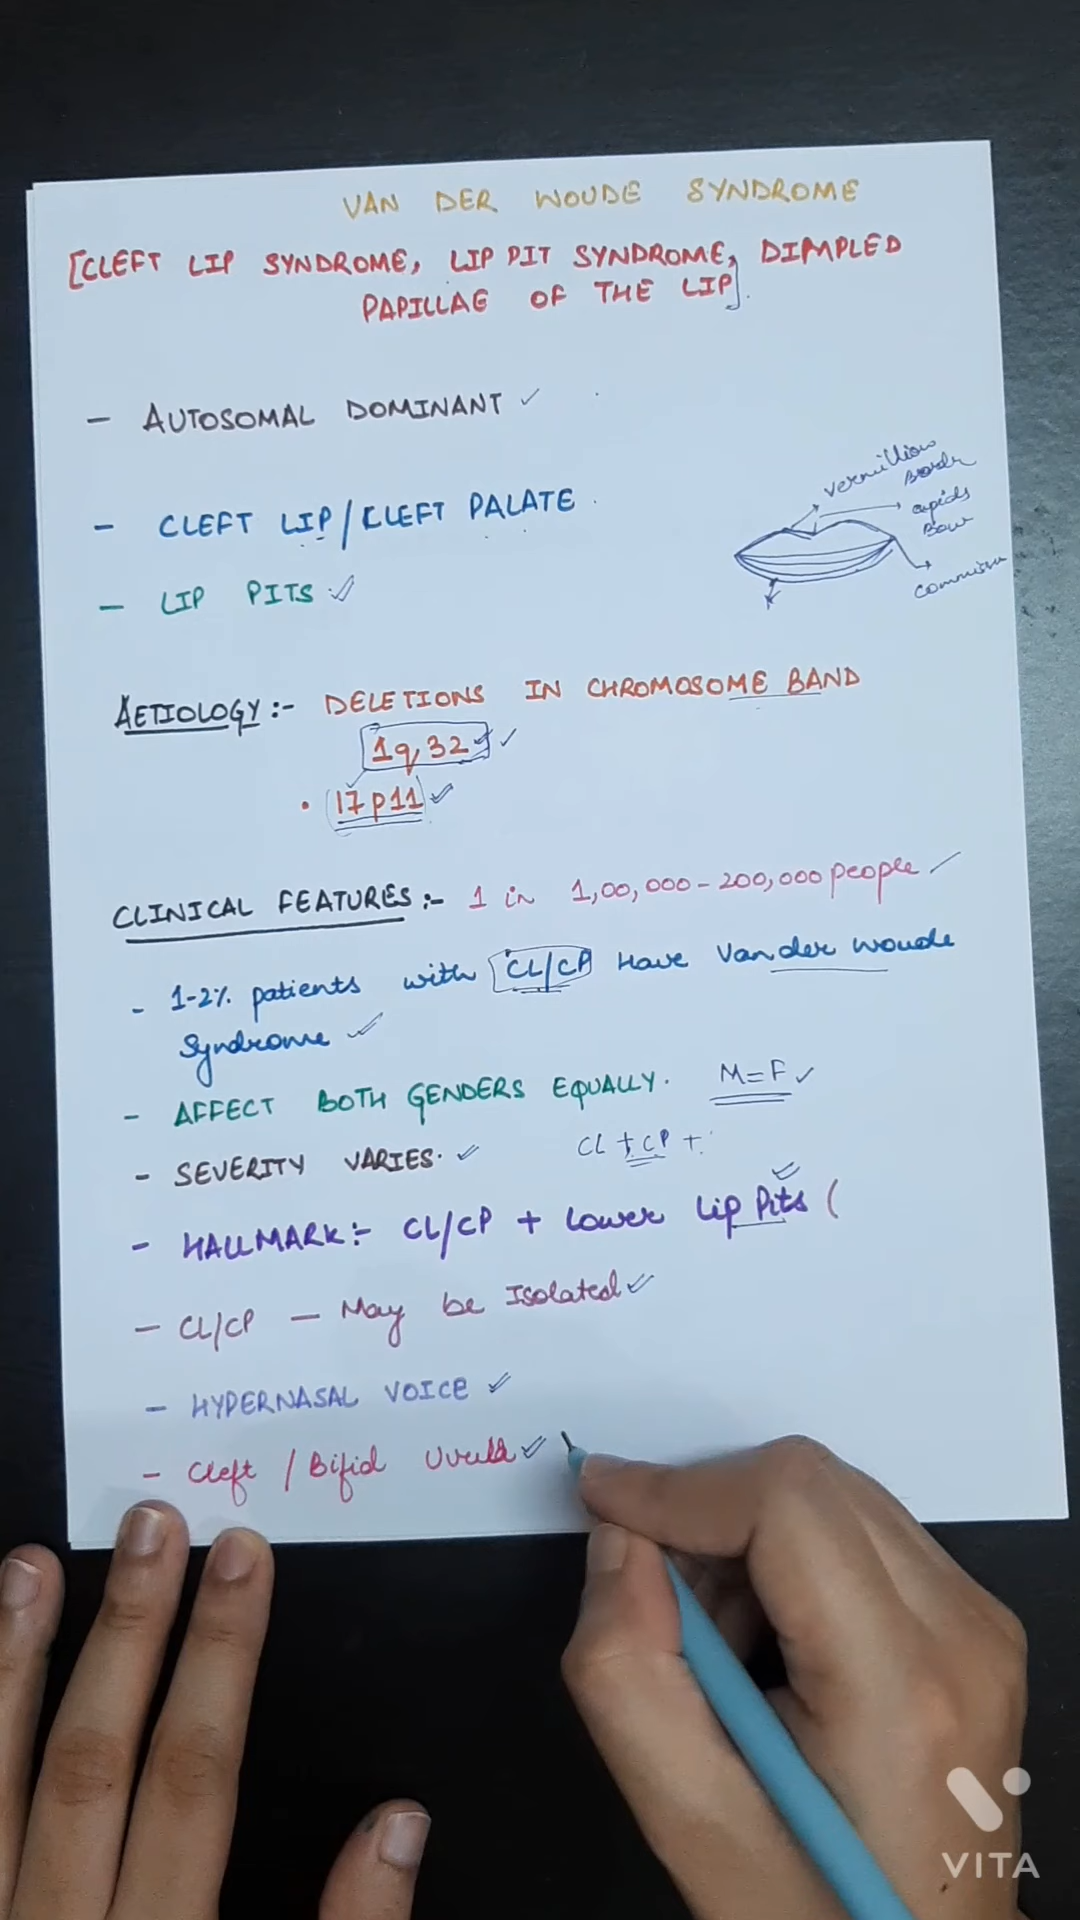 VAN DER WOUDE SYNDROME
[CLEFT LIP SYNDROME, LIP PIT SYNDROME, DIMPLED
PAPILLAE OF THE LIP].
- AUTOSOMAL DOMINANT ✓
vermillion
Border
cupids
Bow
- CLEFT LIP/CLEFT PALATE
commisure
- LIP PITS ✓
AETIOLOGY:- DELETIONS IN CHROMOSOME BAND
1q32 ✓
• 17p11 ✓
CLINICAL FEATURES:- 1 in 1,00,000-200,000 people
- 1-2% patients with CL/CP Have Van der Woude
Syndrome ✓
- AFFECT BOTH GENDERS EQUALLY. M=F ✓
- SEVERITY VARIES. ✓ CL + CP +
- HALLMARK:- CL/CP + Lower Lip Pits (
- CL/CP - May be Isolated ✓
- HYPERNASAL VOICE ✓
- Cleft / Bifid Uvula ✓
VITA